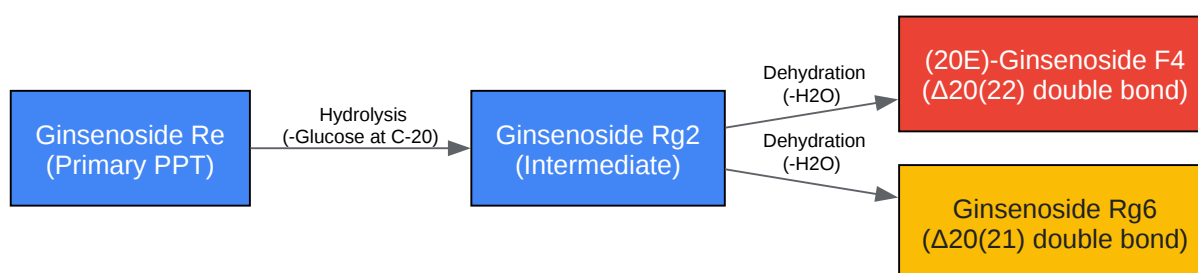 Ginsenoside Re
(Primary PPT)
Hydrolysis
(-Glucose at C-20)
Ginsenoside Rg2
(Intermediate)
Dehydration
(-H2O)
(20E)-Ginsenoside F4
(Δ20(22) double bond)
Dehydration
(-H2O)
Ginsenoside Rg6
(Δ20(21) double bond)